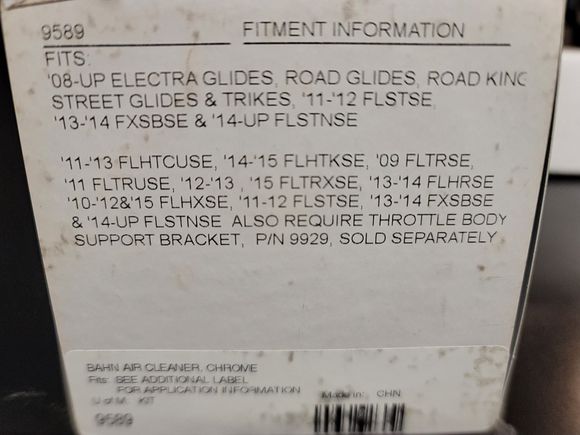 9589 FITMENT INFORMATION
FITS:
'08-UP ELECTRA GLIDES, ROAD GLIDES, ROAD KING
STREET GLIDES & TRIKES, '11-'12 FLSTSE,
'13-'14 FXSBSE & '14-UP FLSTNSE
'11-'13 FLHTCUSE, '14-'15 FLHTKSE, '09 FLTRSE,
'11 FLTRUSE, '12-'13 , '15 FLTRXSE, '13-'14 FLHRSE
'10-'12&'15 FLHXSE, '11-'12 FLSTSE, '13-'14 FXSBSE
& '14-UP FLSTNSE ALSO REQUIRE THROTTLE BODY
SUPPORT BRACKET, P/N 9929, SOLD SEPARATELY
BAHN AIR CLEANER, CHROME
Fits: SEE ADDITIONAL LABEL
FOR APPLICATION INFORMATION
U of M: KIT Made in: CHN
9589